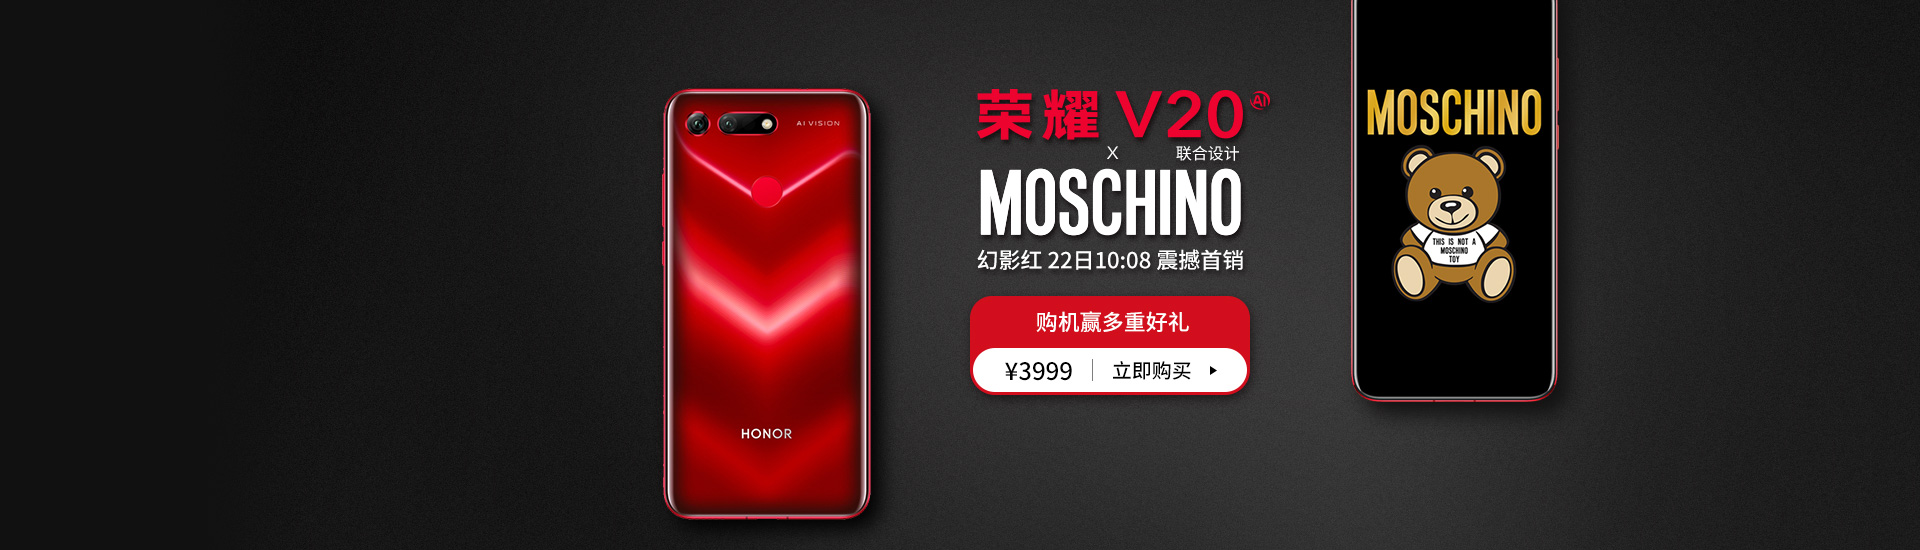 AI VISION
HONOR
荣耀 V20 AI
X 联合设计
MOSCHINO
幻影红 22日10:08 震撼首销
购机赢多重好礼
¥3999 立即购买
MOSCHINO
THIS IS NOT A
MOSCHINO
TOY